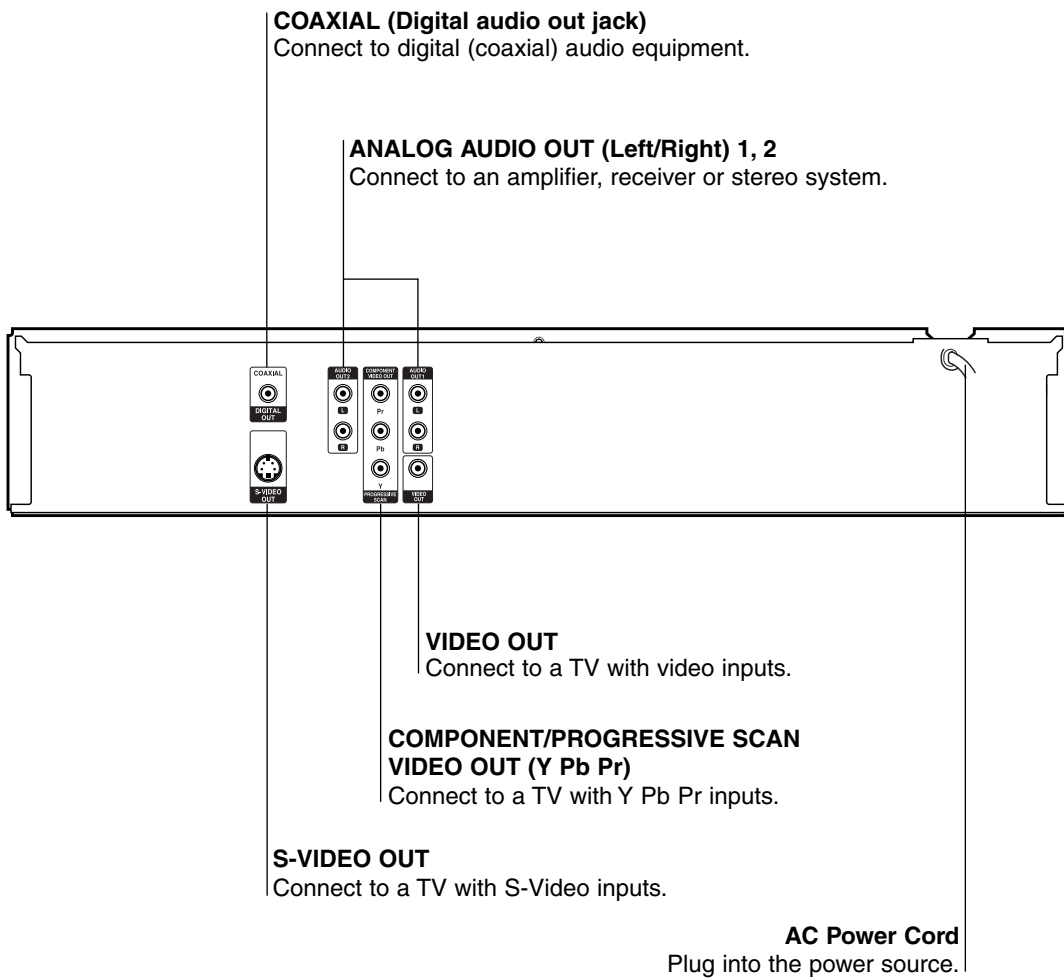 COAXIAL (Digital audio out jack)
Connect to digital (coaxial) audio equipment.
ANALOG AUDIO OUT (Left/Right) 1, 2
Connect to an amplifier, receiver or stereo system.
COAXIAL
DIGITAL
OUT
S-VIDEO
OUT
AUDIO
OUT2
L
R
COMPONENT
VIDEO OUT
Pr
Pb
Y
PROGRESSIVE
SCAN
AUDIO
OUT1
L
R
VIDEO
OUT
VIDEO OUT
Connect to a TV with video inputs.
COMPONENT/PROGRESSIVE SCAN
VIDEO OUT (Y Pb Pr)
Connect to a TV with Y Pb Pr inputs.
S-VIDEO OUT
Connect to a TV with S-Video inputs.
AC Power Cord
Plug into the power source.